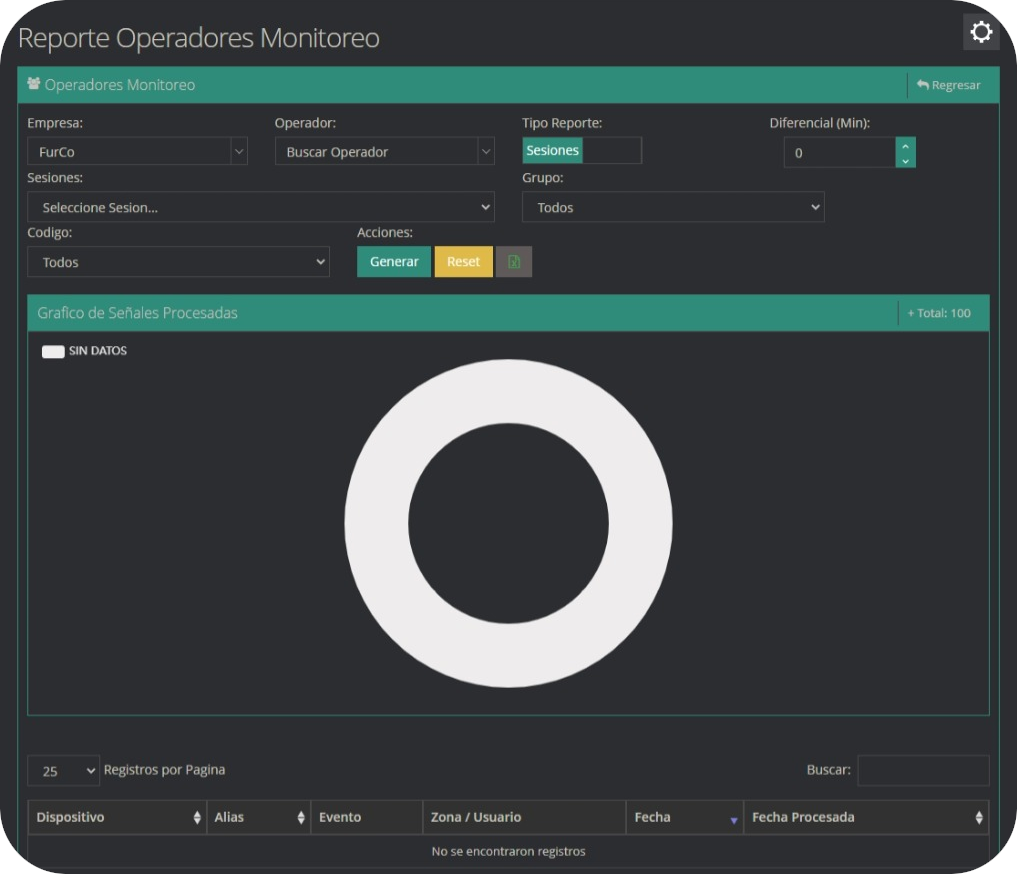 Reporte Operadores Monitoreo
Operadores Monitoreo Regresar
Empresa: Operador: Tipo Reporte: Diferencial (Min):
FurCo Buscar Operador Sesiones 0
Sesiones: Grupo:
Seleccione Sesion... Todos
Codigo: Acciones:
Todos Generar Reset
Grafico de Señales Procesadas + Total: 100
SIN DATOS
25 Registros por Pagina Buscar:
Dispositivo Alias Evento Zona / Usuario Fecha Fecha Procesada
No se encontraron registros